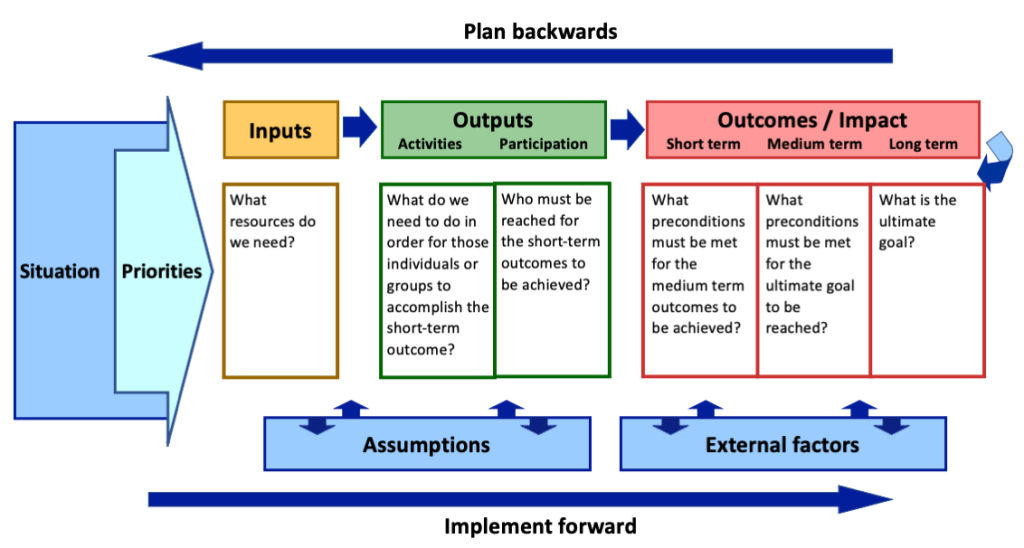 Plan backwards
Inputs
Outputs
Activities
Participation
Outcomes / Impact
Short term
Medium term
Long term
Situation
Priorities
What
resources do
we need?
What do we
need to do in
order for those
individuals or
groups to
accomplish the
short-term
outcome?
Who must be
reached for
the short-term
outcomes to
be achieved?
What
preconditions
must be met
for the
medium term
outcomes to
be achieved?
What
preconditions
must be met
for the
ultimate goal
to be
reached?
What is the
ultimate
goal?
Assumptions
External factors
Implement forward